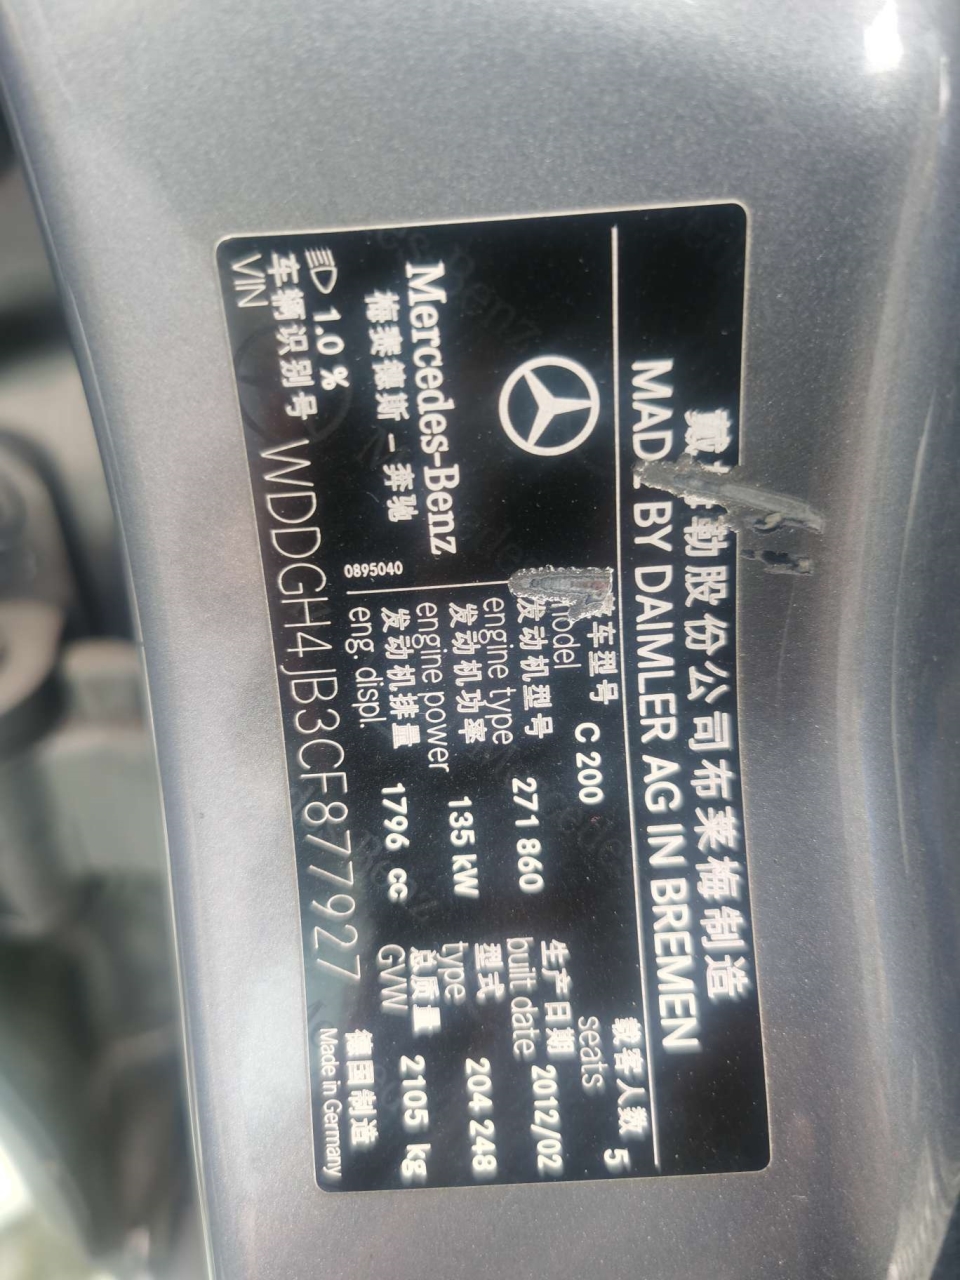 戴姆勒股份公司布莱梅制造
MADE BY DAIMLER AG IN BREMEN
Mercedes-Benz
梅赛德斯-奔驰
1.0 %
0895040
车型号 C 200
model
发动机型号 271 860
engine type
发动机功率 135 kW
engine power
发动机排量 1796 cc
eng. displ.
载客人数 5
seats
生产日期 2012/02
built date
型式 204 248
type
总质量 2105 kg
GVW
车辆识别号 WDDGH4JB3CF877927
VIN
德国制造
Made in Germany